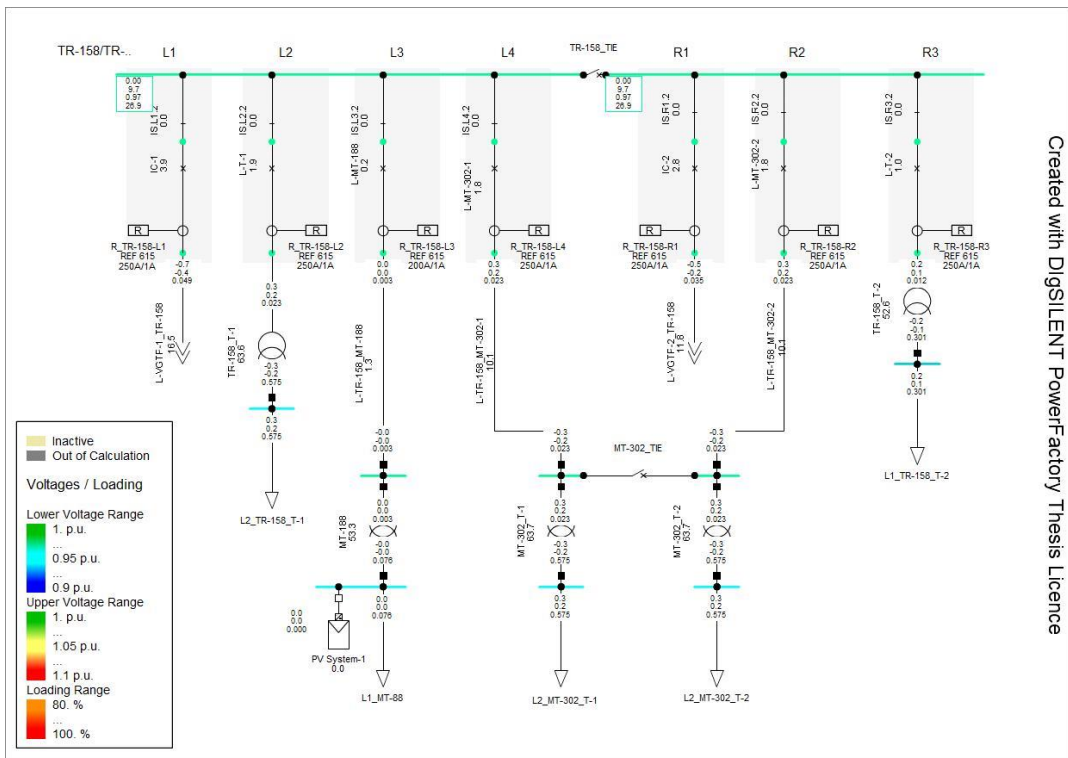 TR-158/TR-..
L1
L2
L3
L4
TR-158_TIE
R1
R2
R3
0.00
9.7
0.97
26.9
0.00
9.7
0.97
26.9
IS.L1.2
0.0
IS.L2.2
0.0
IS.L3.2
0.0
IS.L4.2
0.0
IS.R1.2
0.0
IS.R2.2
0.0
IS.R3.2
0.0
IC-1
3.9
L-T-1
1.9
L-MT-188
0.2
L-MT-302-1
1.8
IC-2
2.8
L-MT-302-2
1.8
L-T-2
1.0
R
R
R
R
R
R
R
R_TR-158-L1
REF 615
250A/1A
R_TR-158-L2
REF 615
250A/1A
R_TR-158-L3
REF 615
200A/1A
R_TR-158-L4
REF 615
250A/1A
R_TR-158-R1
REF 615
250A/1A
R_TR-158-R2
REF 615
250A/1A
R_TR-158-R3
REF 615
250A/1A
-0.7
-0.4
0.049
0.3
0.2
0.023
0.0
0.0
0.003
0.3
0.2
0.023
-0.5
-0.2
0.035
0.3
0.2
0.023
0.2
0.1
0.012
L-VGTF-1_TR-158
16.5
TR-158_T-1
63.6
L-TR-158_MT-188
1.3
L-TR-158_MT-302-1
10.1
L-VGTF-2_TR-158
11.8
L-TR-158_MT-302-2
10.1
TR-158_T-2
52.6
-0.2
-0.1
0.301
0.2
0.1
0.301
L1_TR-158_T-2
-0.3
-0.2
0.575
0.3
0.2
0.575
L2_TR-158_T-1
-0.0
-0.0
0.003
-0.3
-0.2
0.023
MT-302_TIE
-0.3
-0.2
0.023
0.0
0.0
0.003
0.3
0.2
0.023
0.3
0.2
0.023
MT-188
53.3
MT-302_T-1
63.7
MT-302_T-2
63.7
-0.0
-0.0
0.076
-0.3
-0.2
0.575
-0.3
-0.2
0.575
0.0
0.0
0.000
PV System-1
0.0
0.0
0.0
0.076
0.3
0.2
0.575
0.3
0.2
0.575
L1_MT-88
L2_MT-302_T-1
L2_MT-302_T-2
Inactive
Out of Calculation
Voltages / Loading
Lower Voltage Range
1. p.u.
...
0.95 p.u.
...
0.9 p.u.
Upper Voltage Range
1. p.u.
...
1.05 p.u.
...
1.1 p.u.
Loading Range
80. %
...
100. %
Created with DIgSILENT PowerFactory Thesis Licence